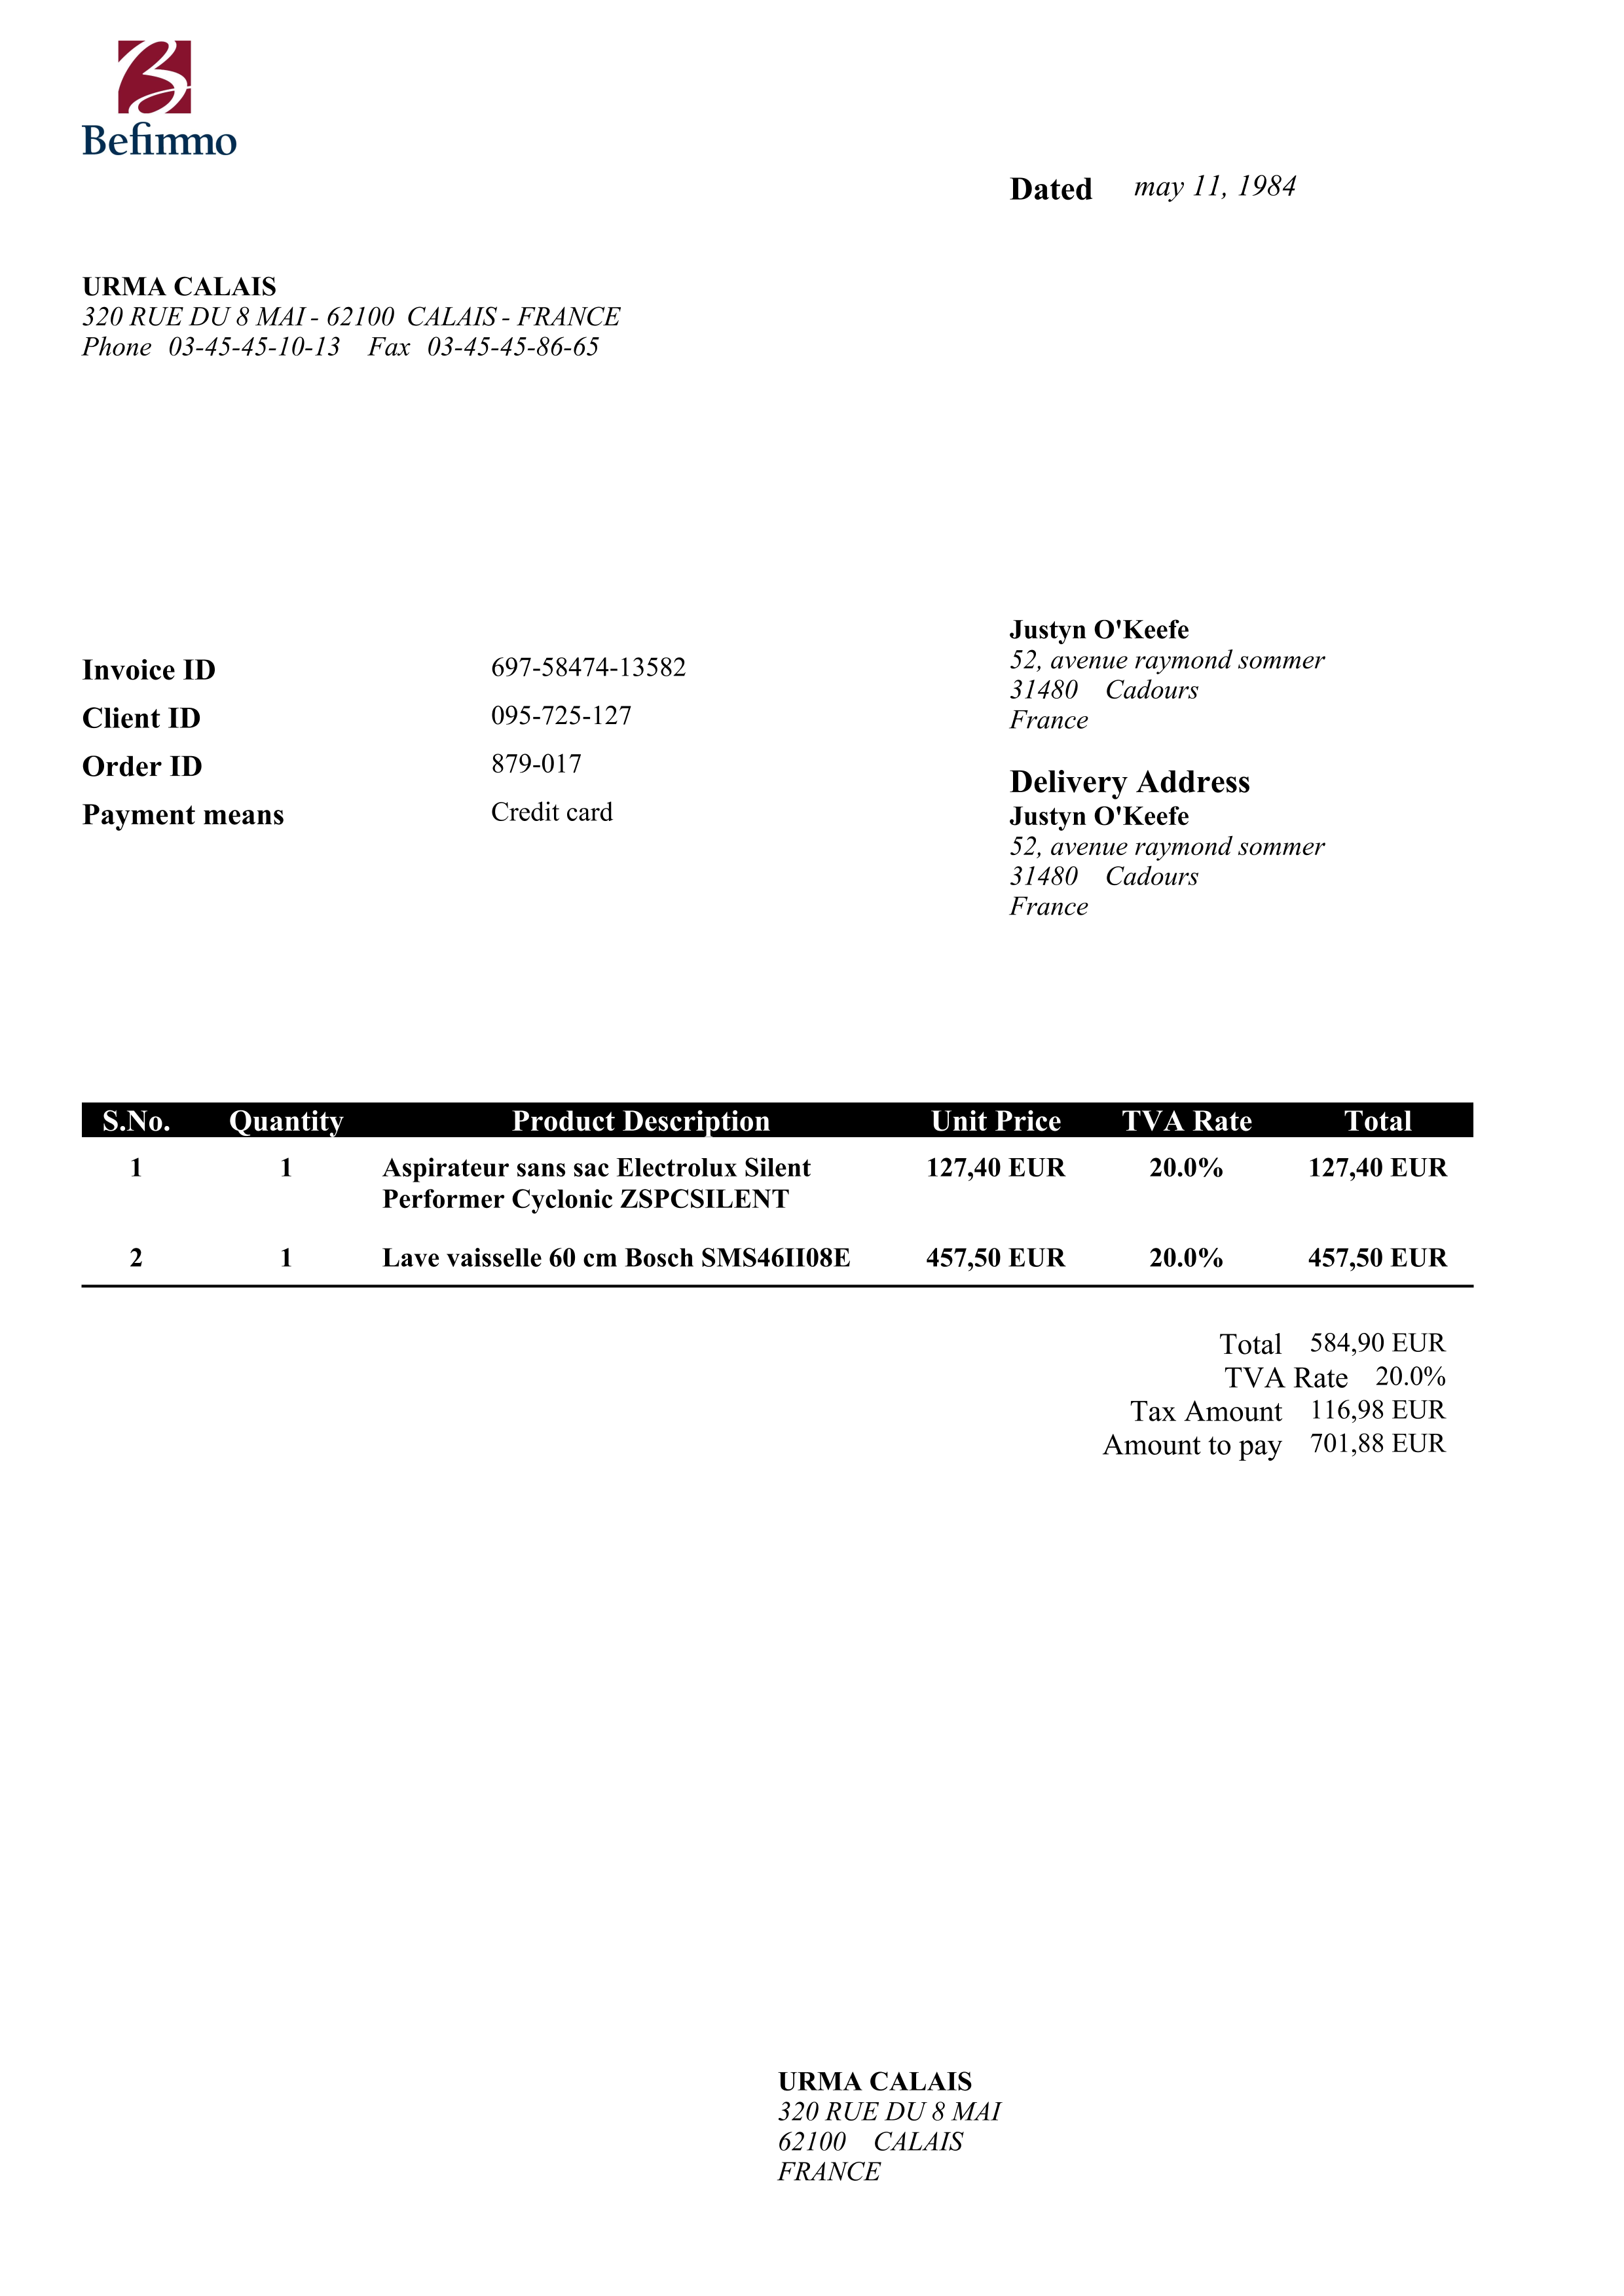 Befimmo
Dated may 11, 1984
URMA CALAIS
320 RUE DU 8 MAI - 62100 CALAIS - FRANCE
Phone 03-45-45-10-13 Fax 03-45-45-86-65
Invoice ID 697-58474-13582
Client ID 095-725-127
Order ID 879-017
Payment means Credit card
Justyn O'Keefe
52, avenue raymond sommer
31480 Cadours
France
Delivery Address
Justyn O'Keefe
52, avenue raymond sommer
31480 Cadours
France
S.No. Quantity Product Description Unit Price TVA Rate Total
1 1 Aspirateur sans sac Electrolux Silent 127,40 EUR 20.0% 127,40 EUR
Performer Cyclonic ZSPCSILENT
2 1 Lave vaisselle 60 cm Bosch SMS46II08E 457,50 EUR 20.0% 457,50 EUR
Total 584,90 EUR
TVA Rate 20.0%
Tax Amount 116,98 EUR
Amount to pay 701,88 EUR
URMA CALAIS
320 RUE DU 8 MAI
62100 CALAIS
FRANCE